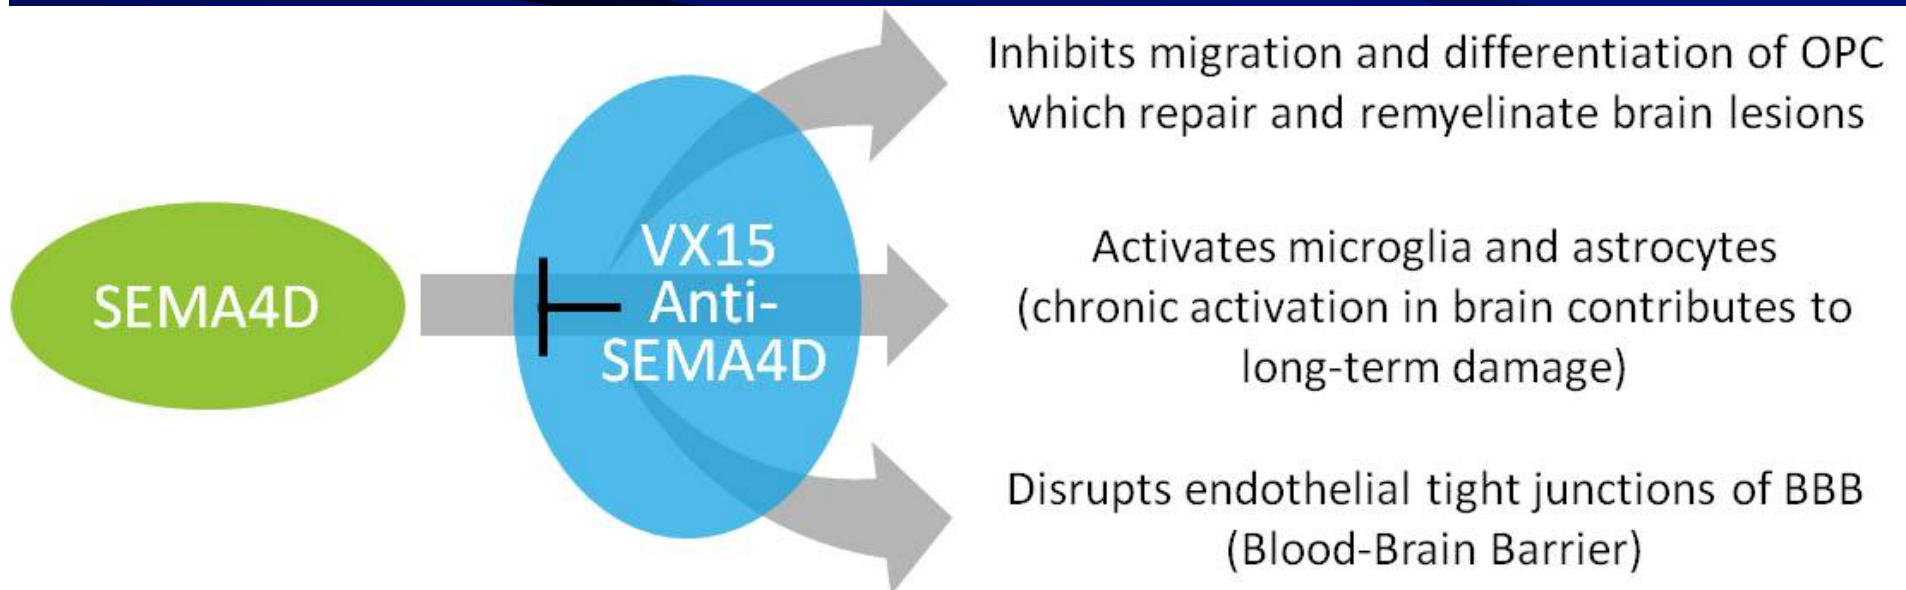 SEMA4D
VX15
Anti-
SEMA4D
Inhibits migration and differentiation of OPC
which repair and remyelinate brain lesions
Activates microglia and astrocytes
(chronic activation in brain contributes to
long-term damage)
Disrupts endothelial tight junctions of BBB
(Blood-Brain Barrier)